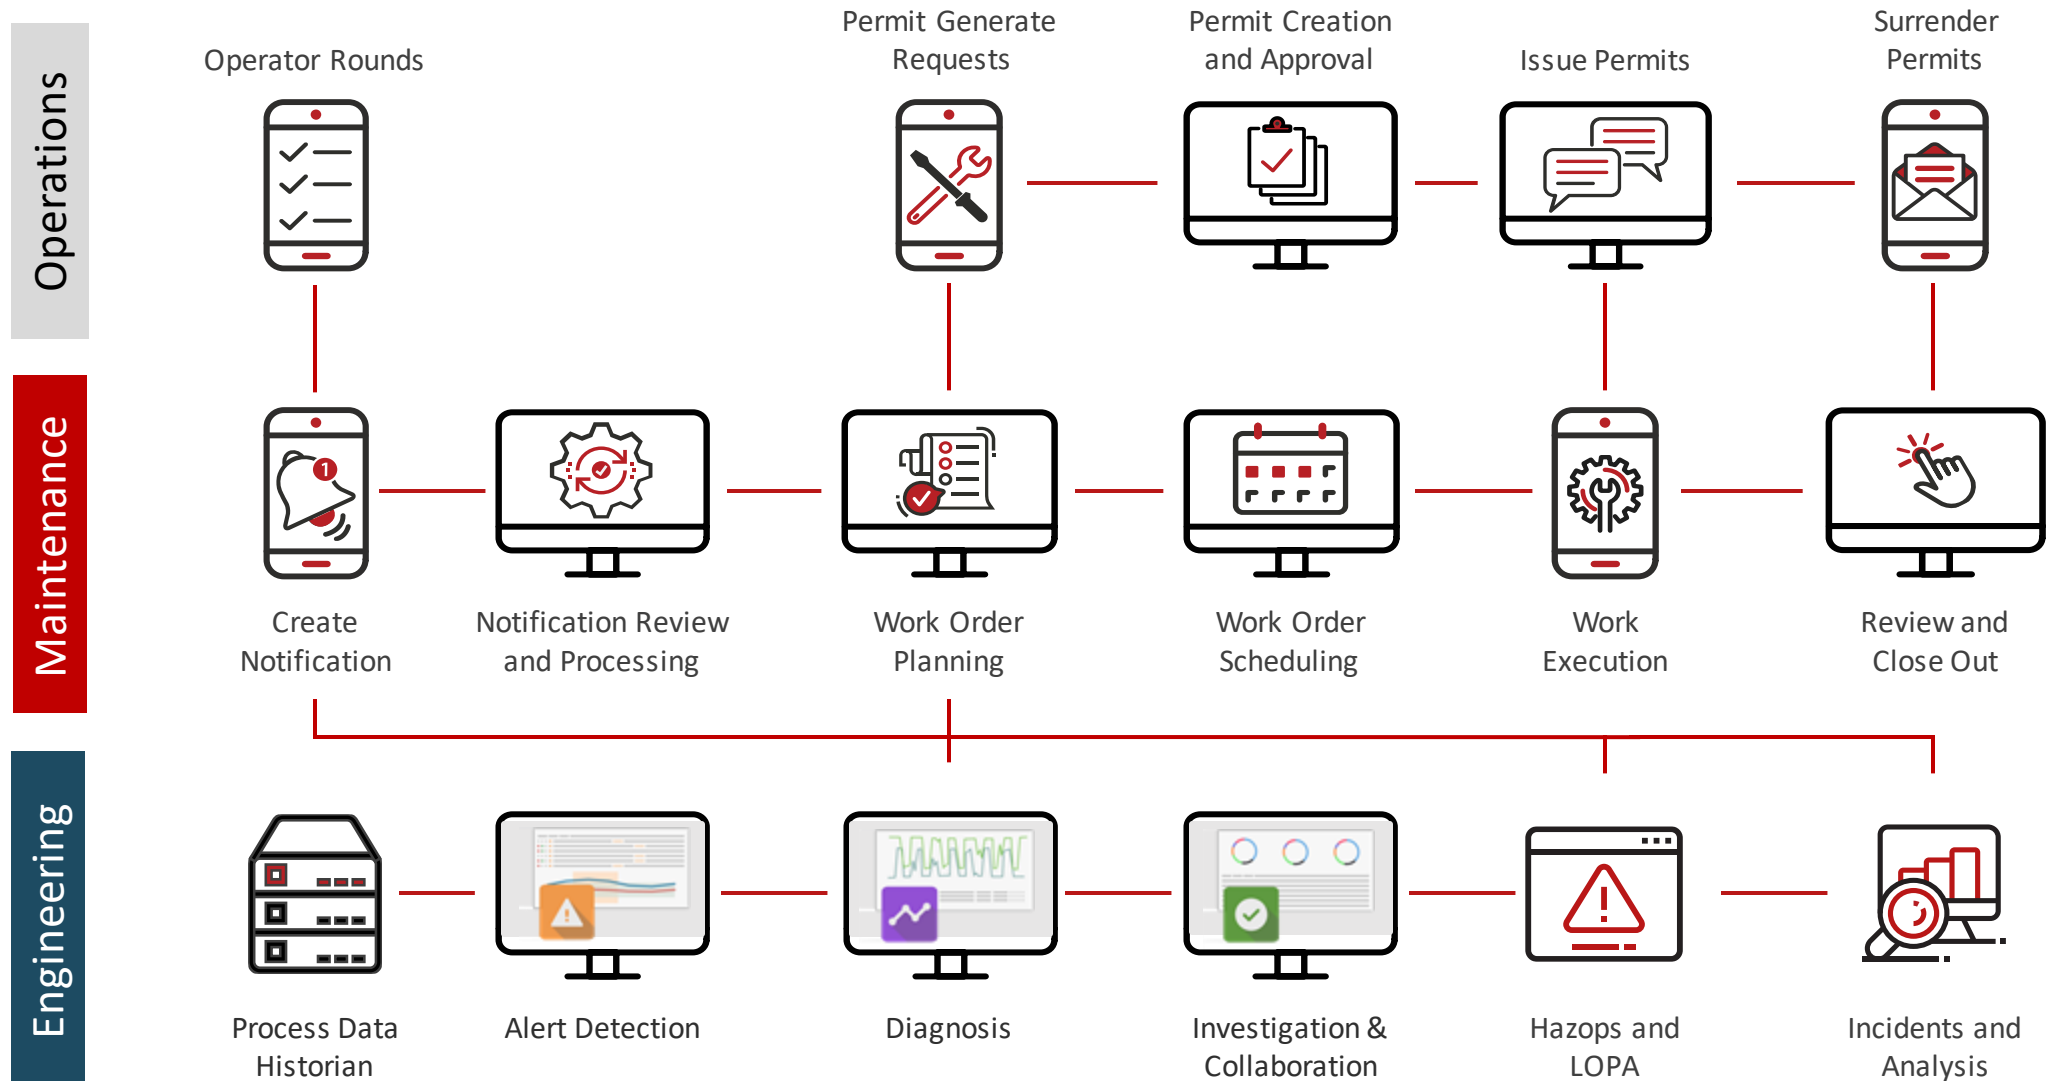 Operations
Operator Rounds
Permit Generate
Requests
Permit Creation
and Approval
Issue Permits
Surrender
Permits
Maintenance
1
Create
Notification
Notification Review
and Processing
Work Order
Planning
Work Order
Scheduling
Work
Execution
Review and
Close Out
Engineering
Process Data
Historian
Alert Detection
Diagnosis
Investigation &
Collaboration
Hazops and
LOPA
Incidents and
Analysis